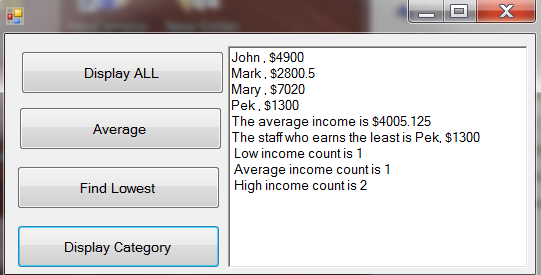 Display ALL
Average
Find Lowest
Display Category
John , $4900
Mark , $2800.5
Mary , $7020
Pek , $1300
The average income is $4005.125
The staff who earns the least is Pek, $1300
Low income count is 1
Average income count is 1
High income count is 2